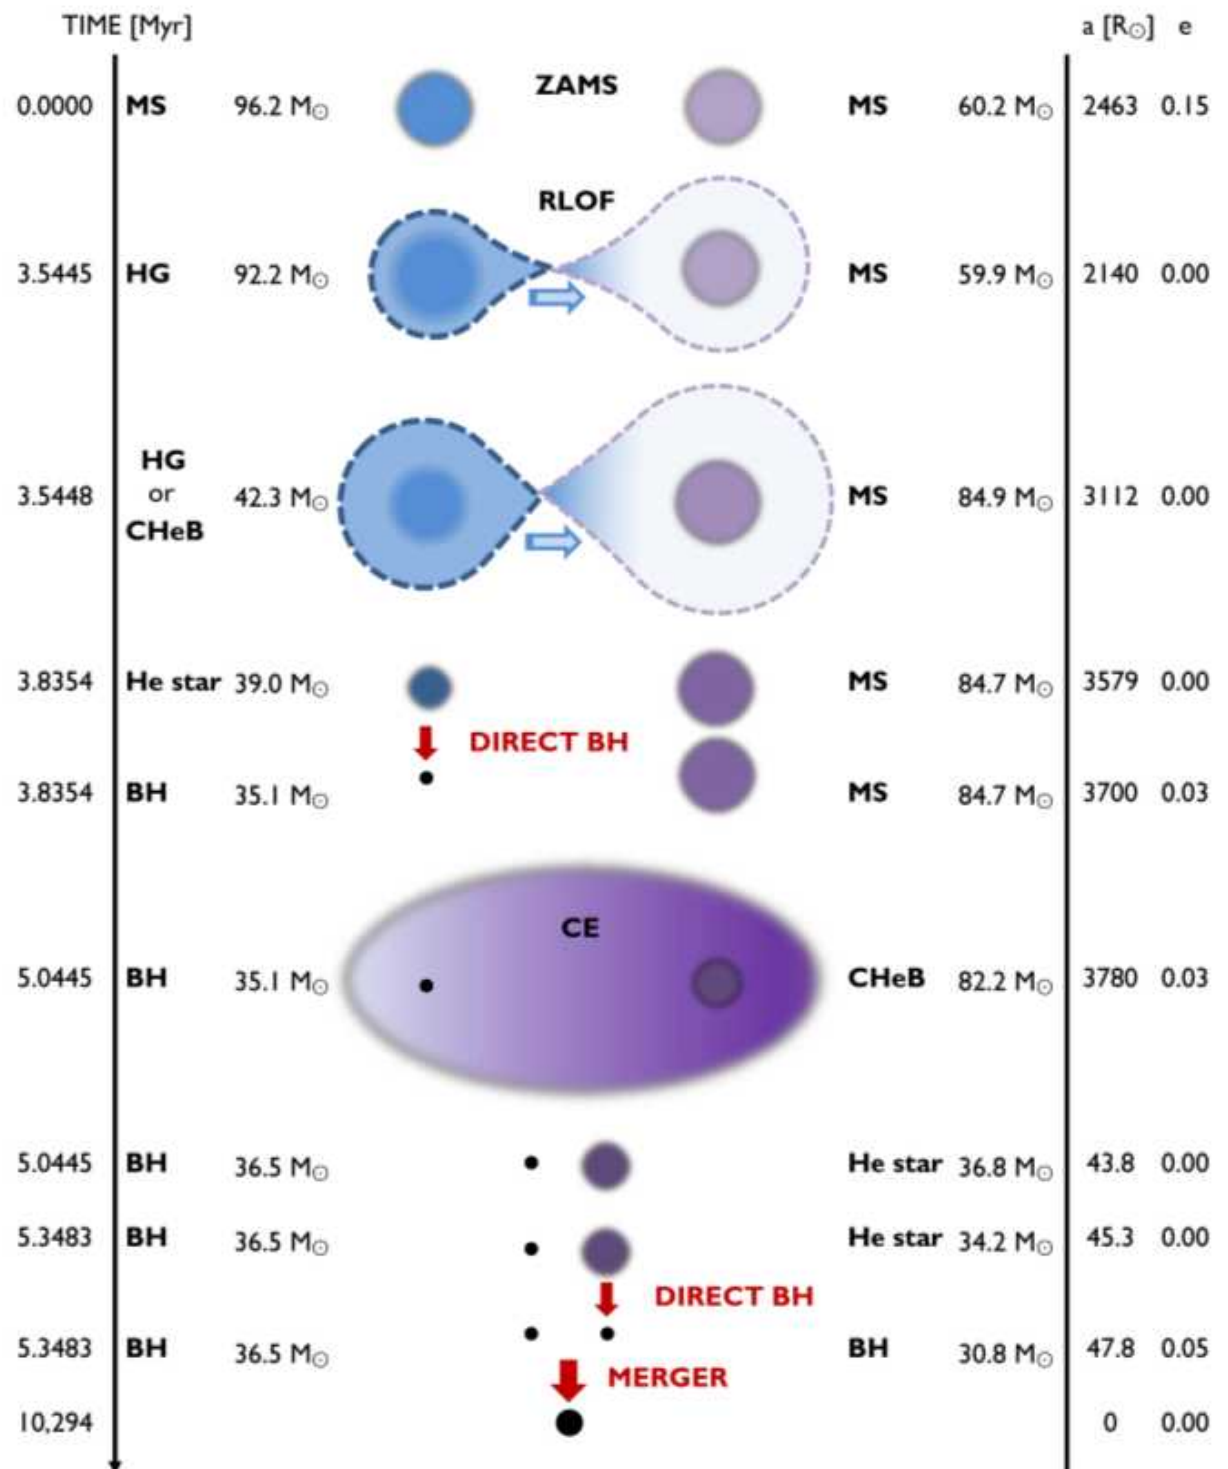 TIME [Myr] a [R☉] e
ZAMS
0.0000 MS 96.2 M☉ MS 60.2 M☉ 2463 0.15
RLOF
3.5445 HG 92.2 M☉ MS 59.9 M☉ 2140 0.00
HG
or
3.5448 42.3 M☉ MS 84.9 M☉ 3112 0.00
CHeB
3.8354 He star 39.0 M☉ MS 84.7 M☉ 3579 0.00
DIRECT BH
3.8354 BH 35.1 M☉ MS 84.7 M☉ 3700 0.03
CE
5.0445 BH 35.1 M☉ CHeB 82.2 M☉ 3780 0.03
5.0445 BH 36.5 M☉ He star 36.8 M☉ 43.8 0.00
5.3483 BH 36.5 M☉ He star 34.2 M☉ 45.3 0.00
DIRECT BH
5.3483 BH 36.5 M☉ BH 30.8 M☉ 47.8 0.05
MERGER
10,294 0 0.00